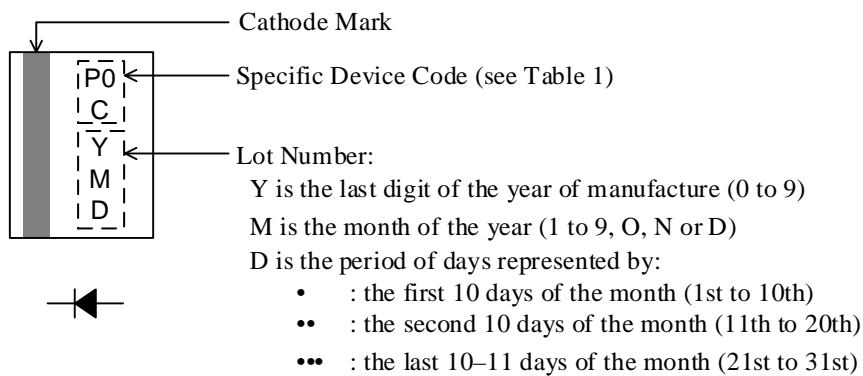 Cathode Mark
P0
C
Specific Device Code (see Table 1)
Y
M
D
Lot Number:
Y is the last digit of the year of manufacture (0 to 9)
M is the month of the year (1 to 9, O, N or D)
D is the period of days represented by:
• : the first 10 days of the month (1st to 10th)
•• : the second 10 days of the month (11th to 20th)
••• : the last 10–11 days of the month (21st to 31st)